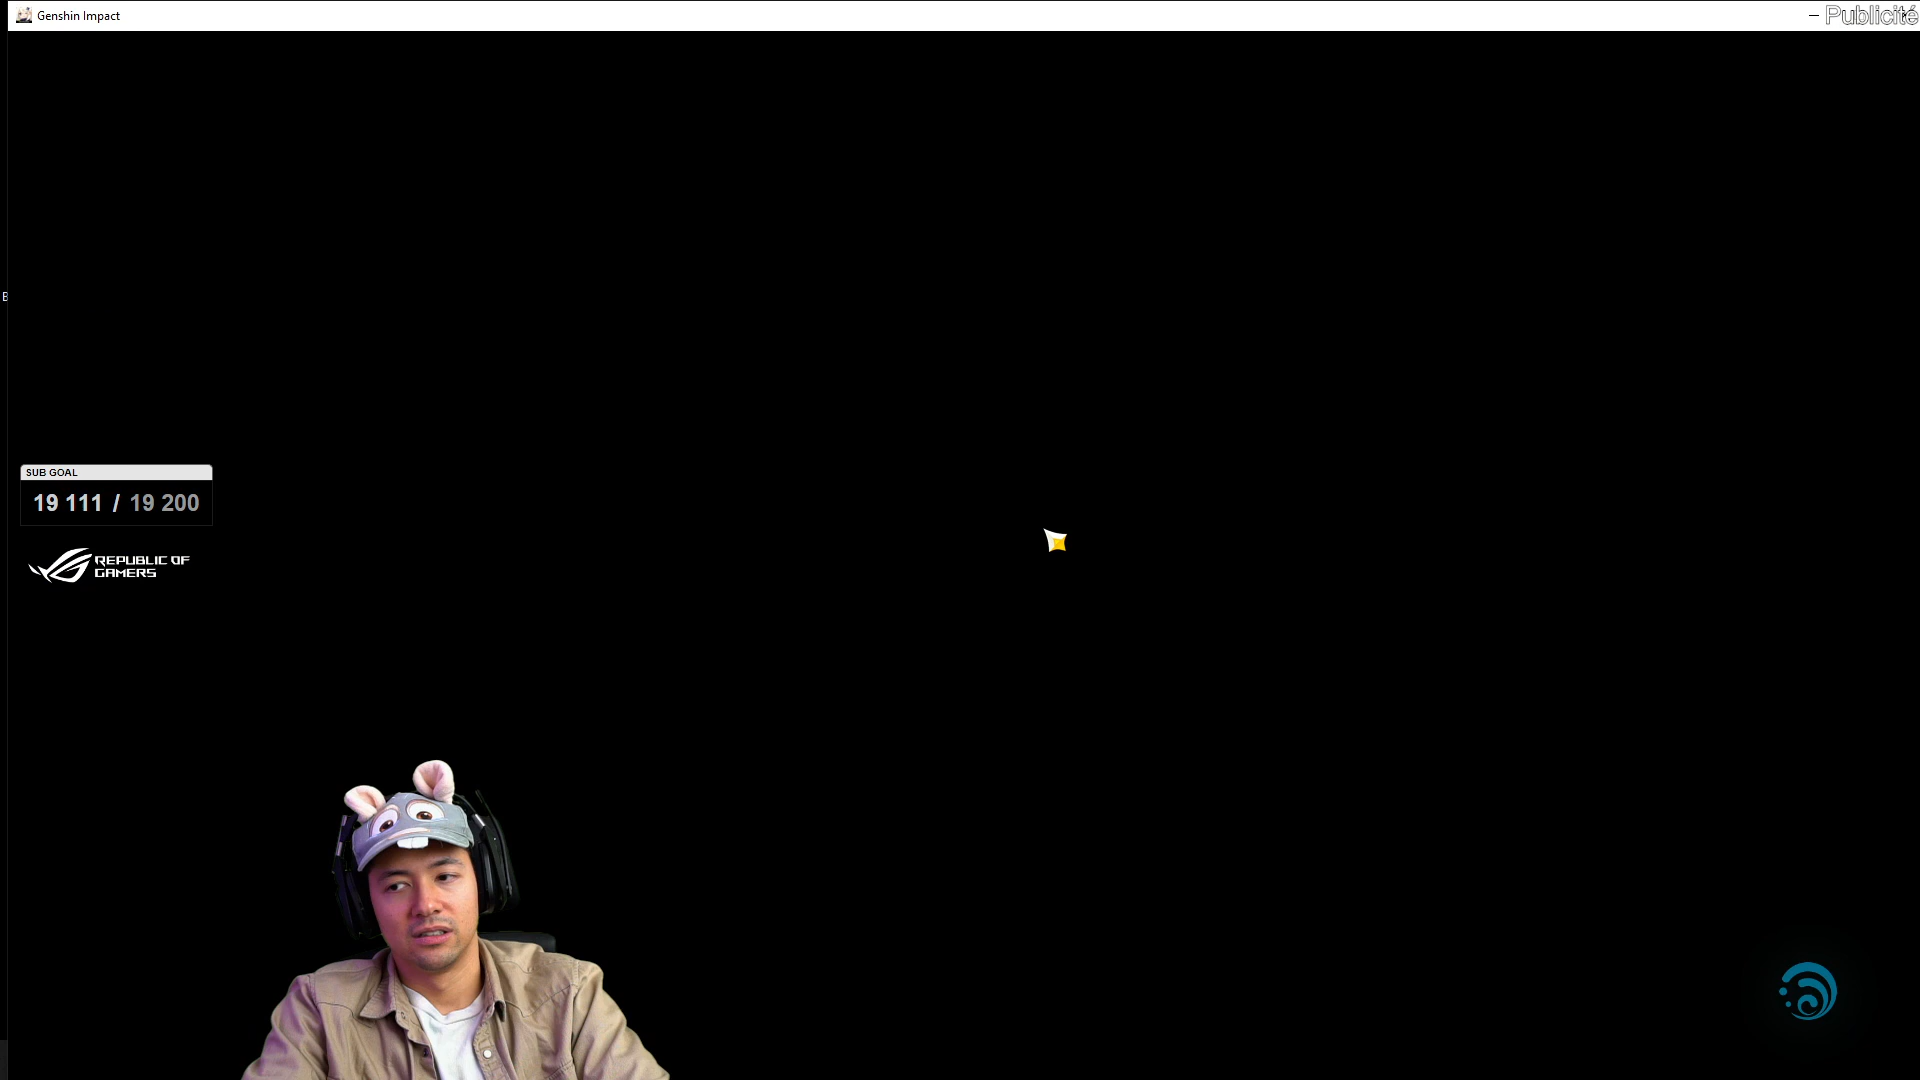 Genshin Impact
Publicité
B
SUB GOAL
19 111 / 19 200
REPUBLIC OF
GAMERS